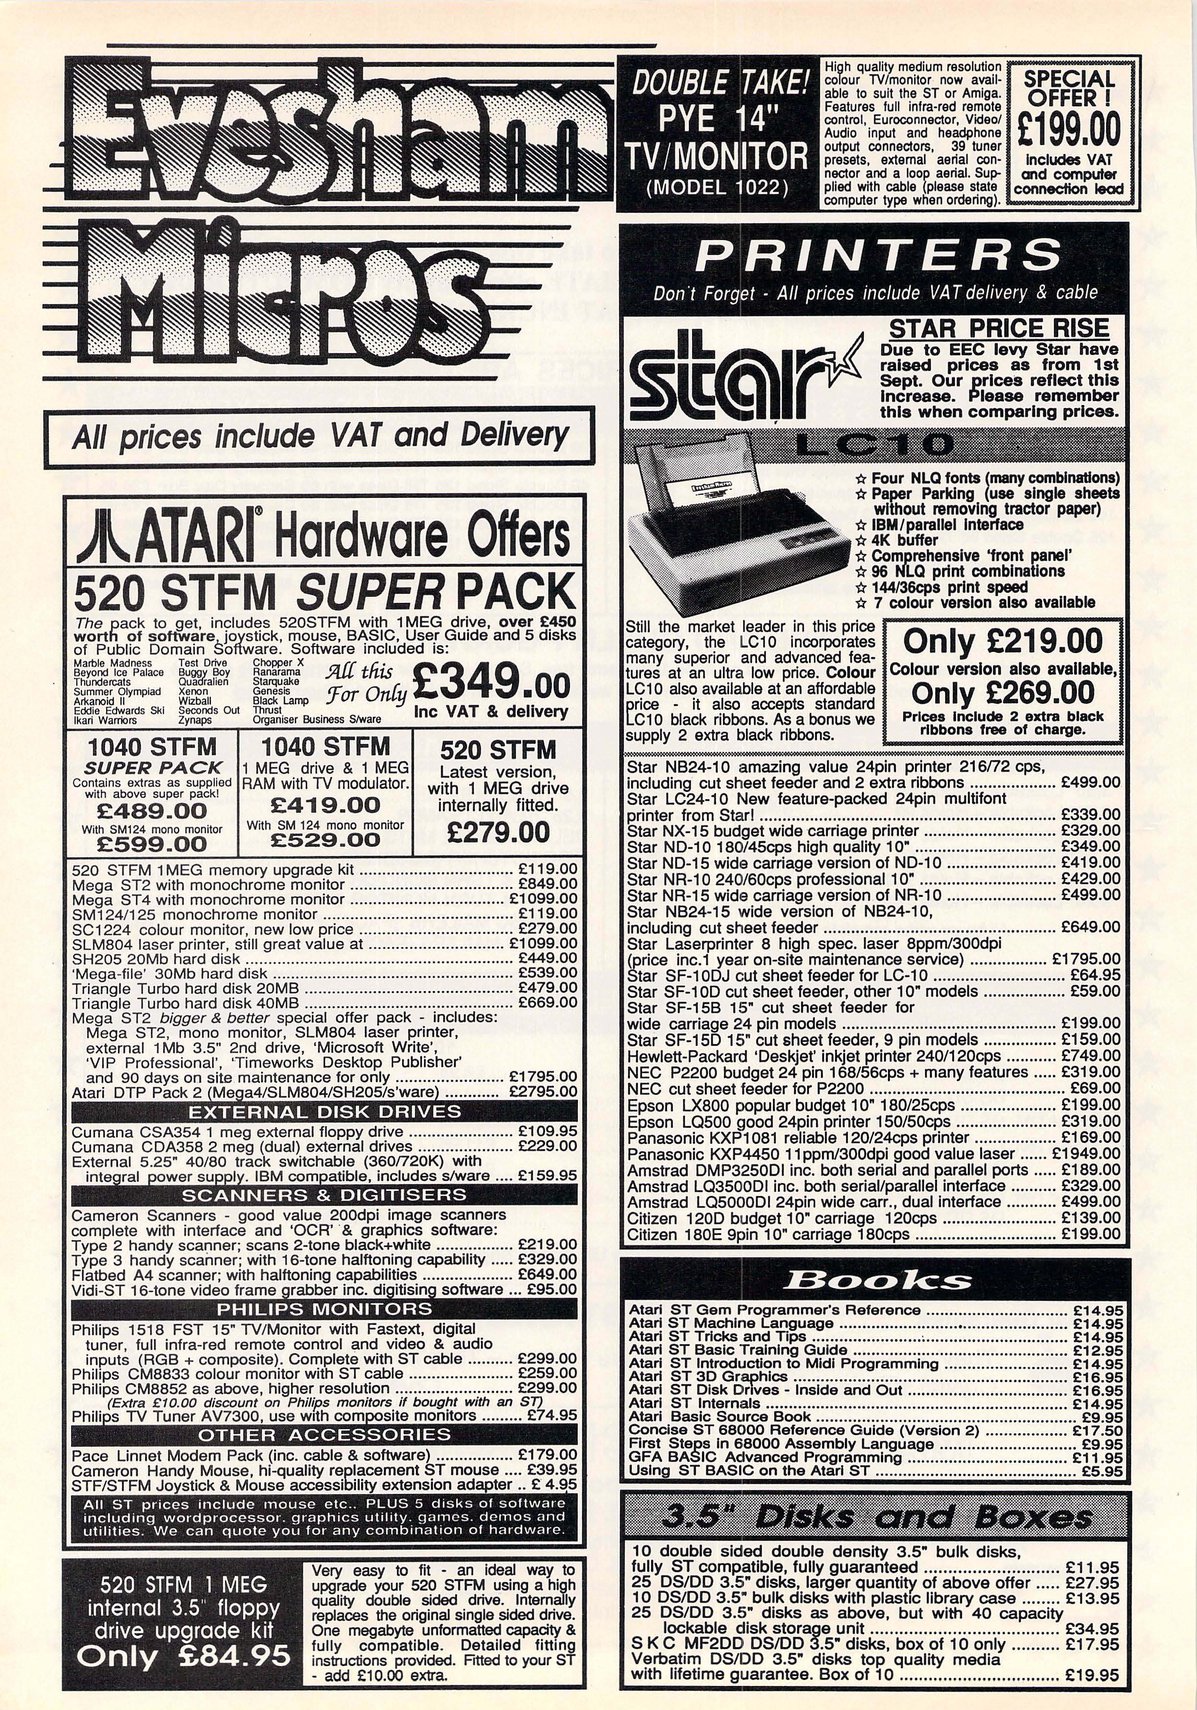 Evesham
Micros
All prices include VAT and Delivery
DOUBLE TAKE!
PYE 14"
TV/MONITOR
(MODEL 1022)
High quality medium resolution
colour TV/monitor now avail-
able to suit the ST or Amiga.
Features full infra-red remote
control, Euroconnector, Video/
Audio input and headphone
output connectors, 39 tuner
presets, external aerial con-
nector and a loop aerial. Sup-
plied with cable (please state
computer type when ordering).
SPECIAL
OFFER !
£199.00
includes VAT
and computer
connection lead
ATARI® Hardware Offers
520 STFM SUPER PACK
The pack to get, includes 520STFM with 1MEG drive, over £450
worth of software, joystick, mouse, BASIC, User Guide and 5 disks
of Public Domain Software. Software included is:
Marble Madness Test Drive Chopper X
Beyond Ice Palace Buggy Boy Ranarama
Thundercats Quadralien Starquake
Summer Olympiad Xenon Genesis
Arkanoid II Wizball Black Lamp
Eddie Edwards Ski Seconds Out Thrust
Ikari Warriors Zynaps Organiser Business S/ware
All this
For Only
£349.00
Inc VAT & delivery
1040 STFM
SUPER PACK
Contains extras as supplied
with above super pack!
£489.00
With SM124 mono monitor
£599.00
1040 STFM
1 MEG drive & 1 MEG
RAM with TV modulator.
£419.00
With SM 124 mono monitor
£529.00
520 STFM
Latest version,
with 1 MEG drive
internally fitted.
£279.00
520 STFM 1MEG memory upgrade kit ........ £119.00
Mega ST2 with monochrome monitor ........ £849.00
Mega ST4 with monochrome monitor ........ £1099.00
SM124/125 monochrome monitor ........ £119.00
SC1224 colour monitor, new low price ........ £279.00
SLM804 laser printer, still great value at ........ £1099.00
SH205 20Mb hard disk ........ £449.00
'Mega-file' 30Mb hard disk ........ £539.00
Triangle Turbo hard disk 20MB ........ £479.00
Triangle Turbo hard disk 40MB ........ £669.00
Mega ST2 bigger & better special offer pack - includes:
Mega ST2, mono monitor, SLM804 laser printer,
external 1Mb 3.5" 2nd drive, 'Microsoft Write',
'VIP Professional', 'Timeworks Desktop Publisher'
and 90 days on site maintenance for only ........ £1795.00
Atari DTP Pack 2 (Mega4/SLM804/SH205/s'ware) ........ £2795.00
EXTERNAL DISK DRIVES
Cumana CSA354 1 meg external floppy drive ........ £109.95
Cumana CDA358 2 meg (dual) external drives ........ £229.00
External 5.25" 40/80 track switchable (360/720K) with
integral power supply. IBM compatible, includes s/ware .... £159.95
SCANNERS & DIGITISERS
Cameron Scanners - good value 200dpi image scanners
complete with interface and 'OCR' & graphics software:
Type 2 handy scanner; scans 2-tone black+white ........ £219.00
Type 3 handy scanner; with 16-tone halftoning capability ..... £329.00
Flatbed A4 scanner; with halftoning capabilities ........ £649.00
Vidi-ST 16-tone video frame grabber inc. digitising software ... £95.00
PHILIPS MONITORS
Philips 1518 FST 15" TV/Monitor with Fastext, digital
tuner, full infra-red remote control and video & audio
inputs (RGB + composite). Complete with ST cable .......... £299.00
Philips CM8833 colour monitor with ST cable ........ £259.00
Philips CM8852 as above, higher resolution ........ £299.00
(Extra £10.00 discount on Philips monitors if bought with an ST)
Philips TV Tuner AV7300, use with composite monitors ........ £74.95
OTHER ACCESSORIES
Pace Linnet Modem Pack (inc. cable & software) ........ £179.00
Cameron Handy Mouse, hi-quality replacement ST mouse .... £39.95
STF/STFM Joystick & Mouse accessibility extension adapter .. £ 4.95
All ST prices include mouse etc.. PLUS 5 disks of software
including wordprocessor, graphics utility, games, demos and
utilities. We can quote you for any combination of hardware.
520 STFM 1 MEG
internal 3.5" floppy
drive upgrade kit
Only £84.95
Very easy to fit - an ideal way to
upgrade your 520 STFM using a high
quality double sided drive. Internally
replaces the original single sided drive.
One megabyte unformatted capacity &
fully compatible. Detailed fitting
instructions provided. Fitted to your ST
- add £10.00 extra.
PRINTERS
Don't Forget - All prices include VAT delivery & cable
star
STAR PRICE RISE
Due to EEC levy Star have
raised prices as from 1st
Sept. Our prices reflect this
increase. Please remember
this when comparing prices.
LC10
Evesham Micros
☆ Four NLQ fonts (many combinations)
☆ Paper Parking (use single sheets
without removing tractor paper)
☆ IBM/parallel interface
☆ 4K buffer
☆ Comprehensive 'front panel'
☆ 96 NLQ print combinations
☆ 144/36cps print speed
☆ 7 colour version also available
Still the market leader in this price
category, the LC10 incorporates
many superior and advanced fea-
tures at an ultra low price. Colour
LC10 also available at an affordable
price - it also accepts standard
LC10 black ribbons. As a bonus we
supply 2 extra black ribbons.
Only £219.00
Colour version also available,
Only £269.00
Prices include 2 extra black
ribbons free of charge.
Star NB24-10 amazing value 24pin printer 216/72 cps,
including cut sheet feeder and 2 extra ribbons ........ £499.00
Star LC24-10 New feature-packed 24pin multifont
printer from Star! ........ £339.00
Star NX-15 budget wide carriage printer ........ £329.00
Star ND-10 180/45cps high quality 10" ........ £349.00
Star ND-15 wide carriage version of ND-10 ........ £419.00
Star NR-10 240/60cps professional 10" ........ £429.00
Star NR-15 wide carriage version of NR-10 ........ £499.00
Star NB24-15 wide version of NB24-10,
including cut sheet feeder ........ £649.00
Star Laserprinter 8 high spec. laser 8ppm/300dpi
(price inc.1 year on-site maintenance service) ........ £1795.00
Star SF-10DJ cut sheet feeder for LC-10 ........ £64.95
Star SF-10D cut sheet feeder, other 10" models ........ £59.00
Star SF-15B 15" cut sheet feeder for
wide carriage 24 pin models ........ £199.00
Star SF-15D 15" cut sheet feeder, 9 pin models ........ £159.00
Hewlett-Packard 'Deskjet' inkjet printer 240/120cps ........ £749.00
NEC P2200 budget 24 pin 168/56cps + many features ..... £319.00
NEC cut sheet feeder for P2200 ........ £69.00
Epson LX800 popular budget 10" 180/25cps ........ £199.00
Epson LQ500 good 24pin printer 150/50cps ........ £319.00
Panasonic KXP1081 reliable 120/24cps printer ........ £169.00
Panasonic KXP4450 11ppm/300dpi good value laser ..... £1949.00
Amstrad DMP3250DI inc. both serial and parallel ports ..... £189.00
Amstrad LQ3500DI inc. both serial/parallel interface ........ £329.00
Amstrad LQ5000DI 24pin wide carr., dual interface ........ £499.00
Citizen 120D budget 10" carriage 120cps ........ £139.00
Citizen 180E 9pin 10" carriage 180cps ........ £199.00
Books
Atari ST Gem Programmer's Reference ........ £14.95
Atari ST Machine Language ........ £14.95
Atari ST Tricks and Tips ........ £14.95
Atari ST Basic Training Guide ........ £12.95
Atari ST Introduction to Midi Programming ........ £14.95
Atari ST 3D Graphics ........ £16.95
Atari ST Disk Drives - Inside and Out ........ £16.95
Atari ST Internals ........ £14.95
Atari Basic Source Book ........ £9.95
Concise ST 68000 Reference Guide (Version 2) ........ £17.50
First Steps in 68000 Assembly Language ........ £9.95
GFA BASIC Advanced Programming ........ £11.95
Using ST BASIC on the Atari ST ........ £5.95
3.5" Disks and Boxes
10 double sided double density 3.5" bulk disks,
fully ST compatible, fully guaranteed ........ £11.95
25 DS/DD 3.5" disks, larger quantity of above offer ..... £27.95
10 DS/DD 3.5" bulk disks with plastic library case ........ £13.95
25 DS/DD 3.5" disks as above, but with 40 capacity
lockable disk storage unit ........ £34.95
S K C MF2DD DS/DD 3.5" disks, box of 10 only .......... £17.95
Verbatim DS/DD 3.5" disks top quality media
with lifetime guarantee. Box of 10 ........ £19.95